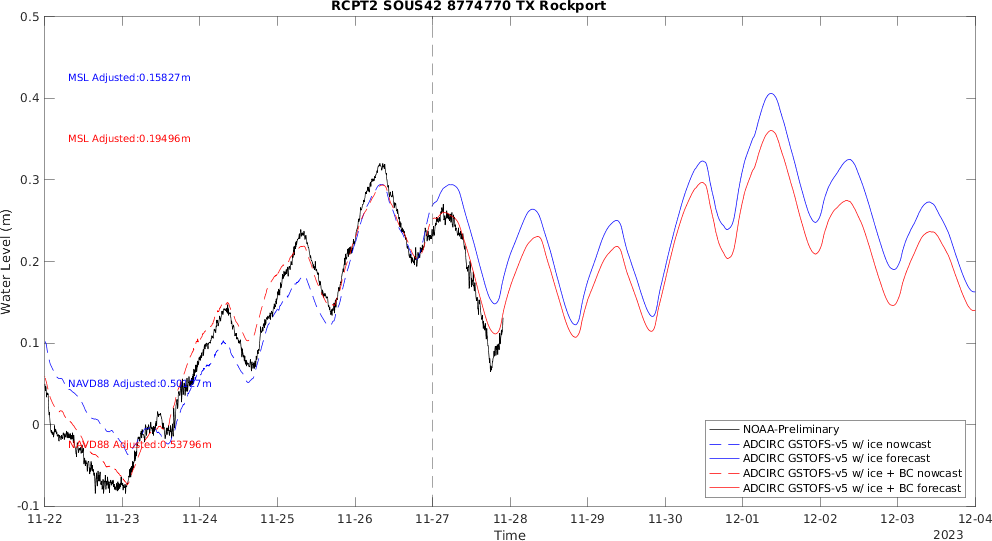 RCPT2 SOUS42 8774770 TX Rockport
0.5
MSL Adjusted:0.15827m
0.4
MSL Adjusted:0.19496m
0.3
Water Level (m)
0.2
0.1
NAVD88 Adjusted:0.50127m
0
NAVD88 Adjusted:0.53796m
-0.1
NOAA-Preliminary
ADCIRC GSTOFS-v5 w/ ice nowcast
ADCIRC GSTOFS-v5 w/ ice forecast
ADCIRC GSTOFS-v5 w/ ice + BC nowcast
ADCIRC GSTOFS-v5 w/ ice + BC forecast
11-22 11-23 11-24 11-25 11-26 11-27 11-28 11-29 11-30 12-01 12-02 12-03 12-04
Time
2023